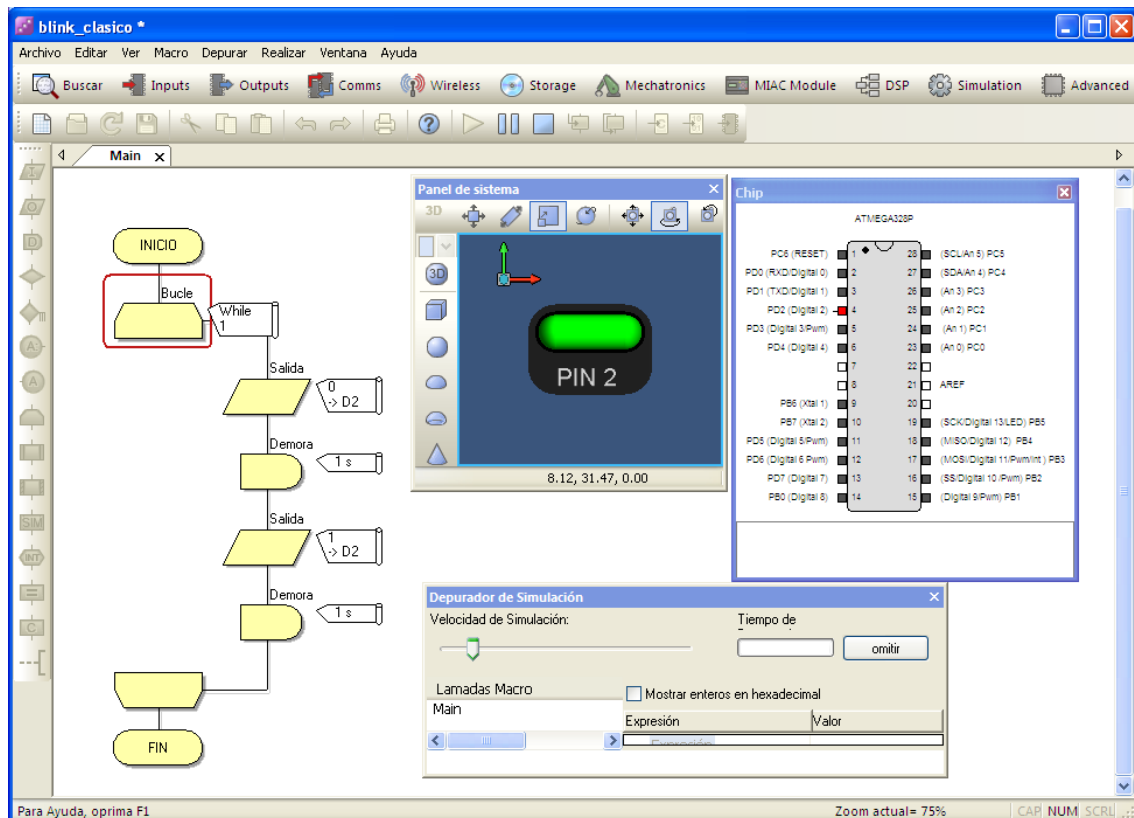 blink_clasico *
Archivo Editar Ver Macro Depurar Realizar Ventana Ayuda
Buscar Inputs Outputs Comms Wireless Storage Mechatronics MIAC Module DSP Simulation Advanced
Main
INICIO
Bucle
While
1
Salida
0
-> D2
Demora
1 s
Salida
1
-> D2
Demora
1 s
FIN
Panel de sistema
3D
3D
PIN 2
8.12, 31.47, 0.00
Chip
ATMEGA328P
PC6 (RESET) 1 28 (SCL/An 5) PC5
PD0 (RXD/Digital 0) 2 27 (SDA/An 4) PC4
PD1 (TXD/Digital 1) 3 26 (An 3) PC3
PD2 (Digital 2) 4 25 (An 2) PC2
PD3 (Digital 3/Pwm) 5 24 (An 1) PC1
PD4 (Digital 4) 6 23 (An 0) PC0
7 22
8 21 AREF
PB6 (Xtal 1) 9 20
PB7 (Xtal 2) 10 19 (SCK/Digital 13/LED) PB5
PD5 (Digital 5/Pwm) 11 18 (MISO/Digital 12) PB4
PD6 (Digital 6 Pwm) 12 17 (MOSI/Digital 11/Pwm/Int ) PB3
PD7 (Digital 7) 13 16 (SS/Digital 10 /Pwm) PB2
PB0 (Digital 8) 14 15 (Digital 9/Pwm) PB1
Depurador de Simulación
Velocidad de Simulación:
Tiempo de
omitir
Lamadas Macro
Main
Mostrar enteros en hexadecimal
Expresión Valor
I
D
m
A
A
SIM
INT
C
Para Ayuda, oprima F1
Zoom actual= 75%
CAP NUM SCRL